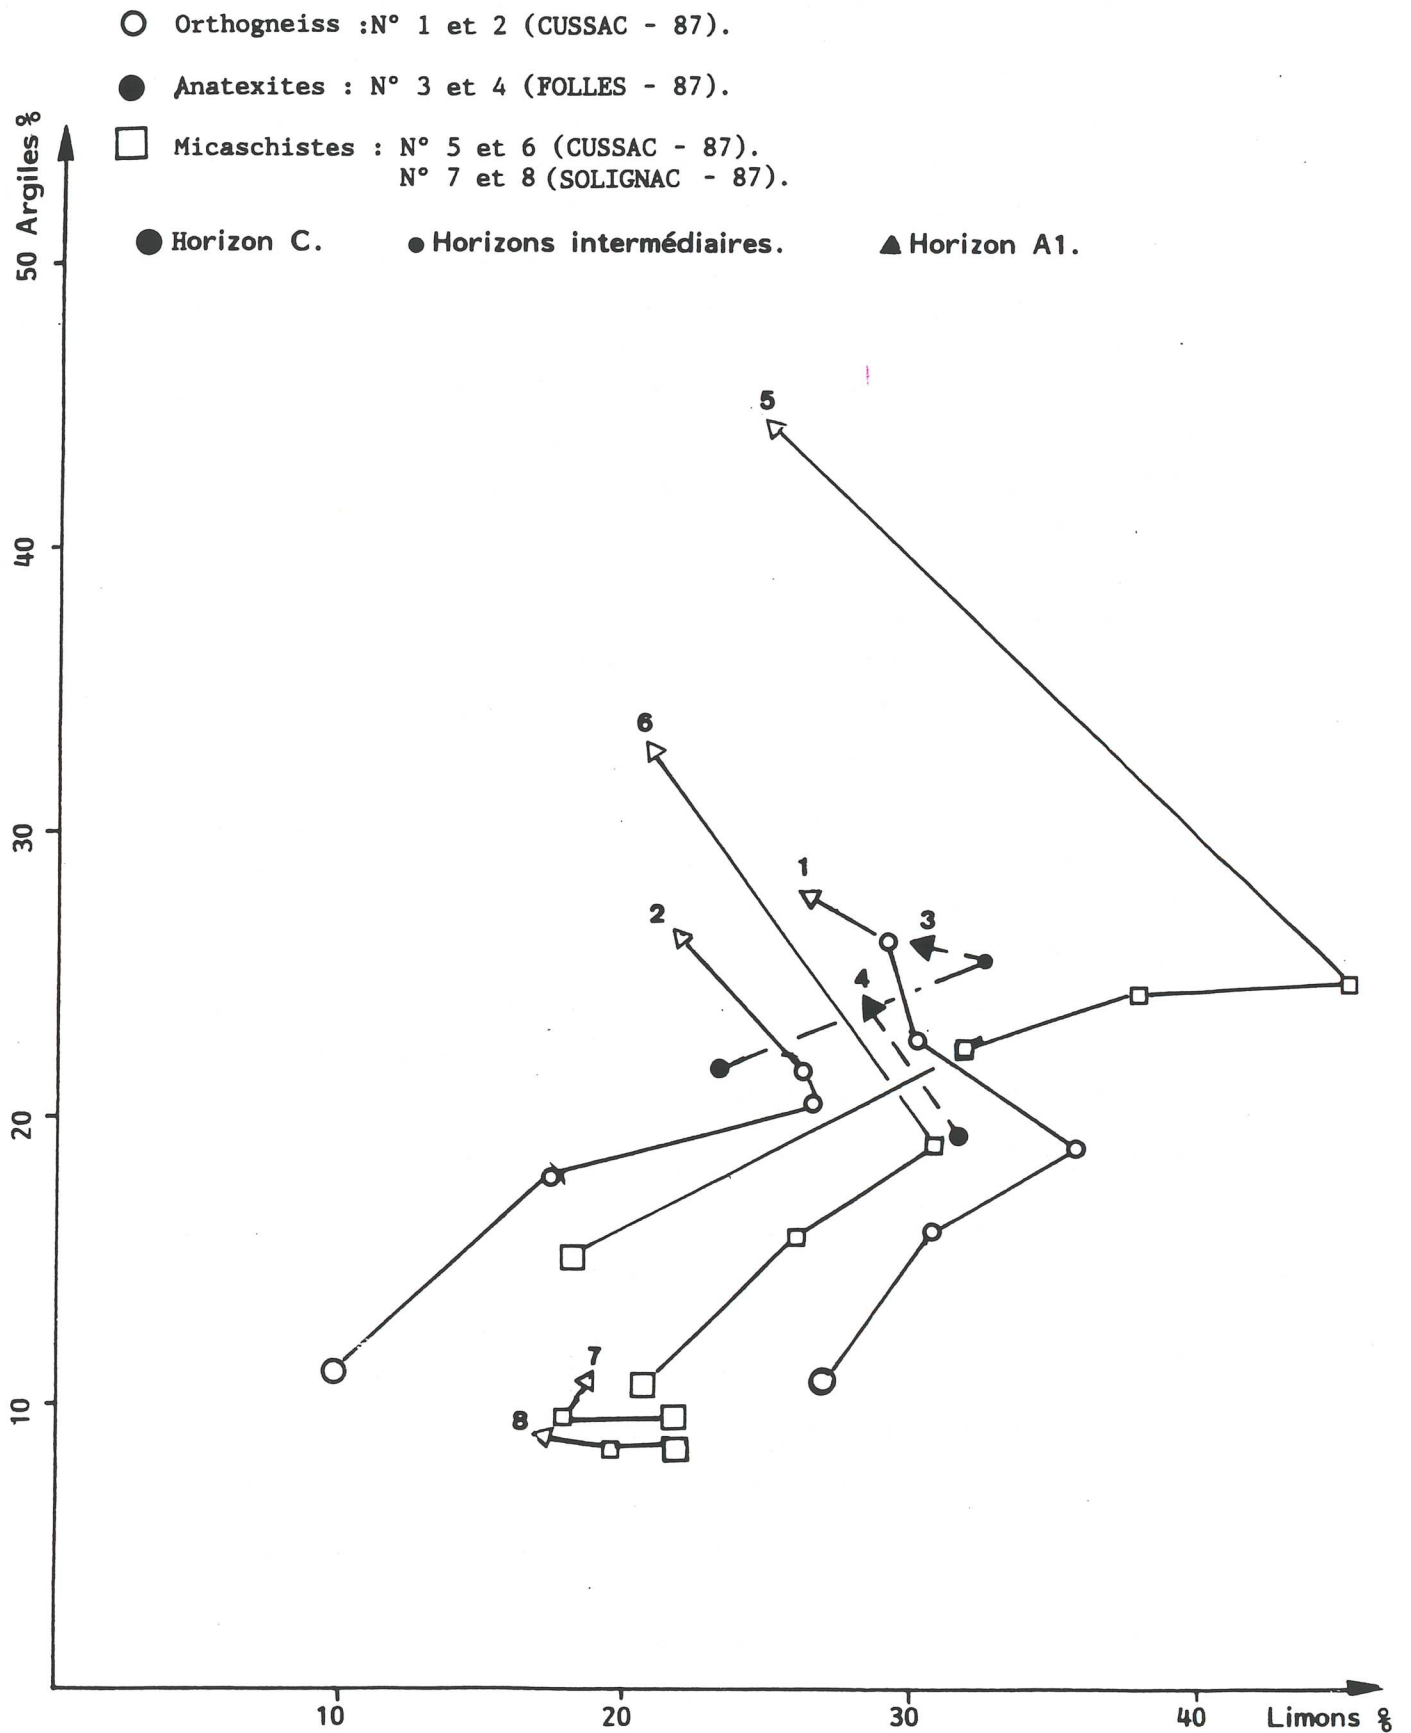 Orthogneiss :N° 1 et 2 (CUSSAC - 87).
Anatexites : N° 3 et 4 (FOLLES - 87).
Micaschistes : N° 5 et 6 (CUSSAC - 87).
N° 7 et 8 (SOLIGNAC - 87).
Horizon C. Horizons intermédiaires. Horizon A1.
Argiles %
50
40
30
20
10
5
6
1
2
3
4
7
8
10 20 30 40 Limons %